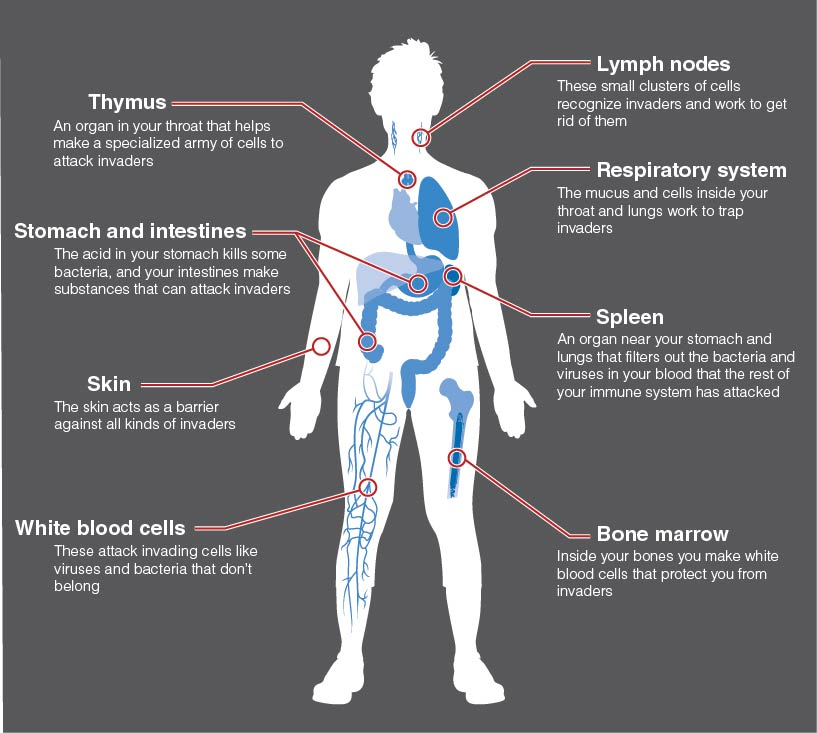 Thymus
An organ in your throat that helps
make a specialized army of cells to
attack invaders
Stomach and intestines
The acid in your stomach kills some
bacteria, and your intestines make
substances that can attack invaders
Skin
The skin acts as a barrier
against all kinds of invaders
White blood cells
These attack invading cells like
viruses and bacteria that don't
belong
Lymph nodes
These small clusters of cells
recognize invaders and work to get
rid of them
Respiratory system
The mucus and cells inside your
throat and lungs work to trap
invaders
Spleen
An organ near your stomach and
lungs that filters out the bacteria and
viruses in your blood that the rest of
your immune system has attacked
Bone marrow
Inside your bones you make white
blood cells that protect you from
invaders